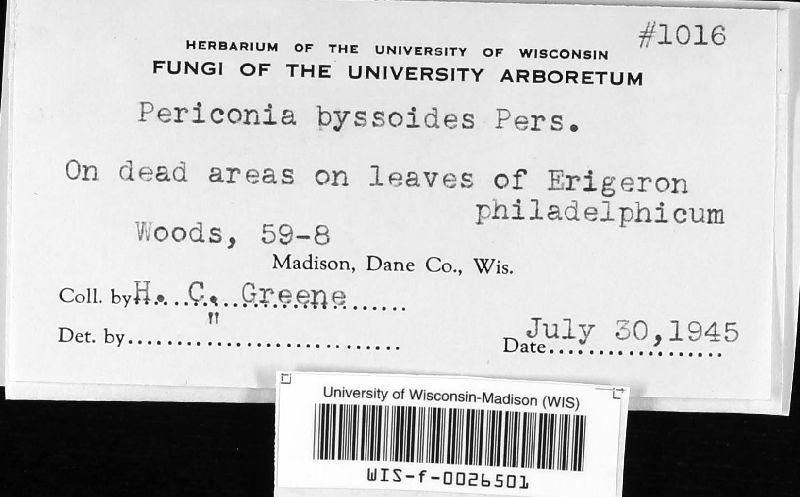 #1016
HERBARIUM OF THE UNIVERSITY OF WISCONSIN
FUNGI OF THE UNIVERSITY ARBORETUM
Periconia byssoides Pers.
On dead areas on leaves of Erigeron
philadelphicum
Woods, 59-8
Madison, Dane Co., Wis.
Coll. by H. C. Greene
Det. by "
Date July 30, 1945
University of Wisconsin-Madison (WIS)
WIS-f-0026501